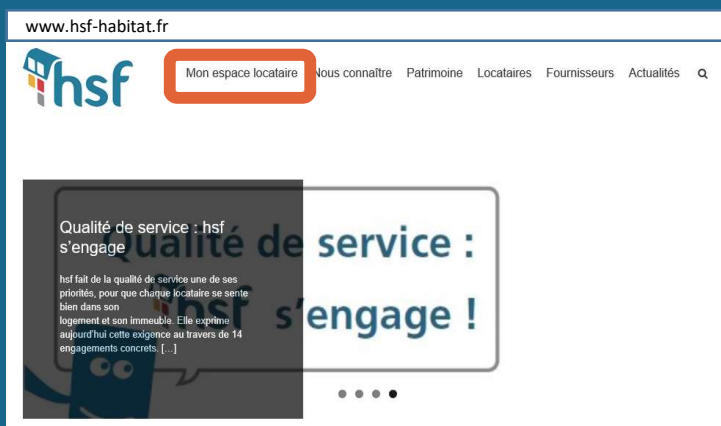 www.hsf-habitat.fr
hsf
Mon espace locataire Nous connaître Patrimoine Locataires Fournisseurs Actualités
Qualité de service :
hsf s'engage !
Qualité de service : hsf
s'engage
hsf fait de la qualité de service une de ses
priorités, pour que chaque locataire se sente
bien dans son
logement et son immeuble. Elle exprime
aujourd'hui cette exigence au travers de 14
engagements concrets. [...]